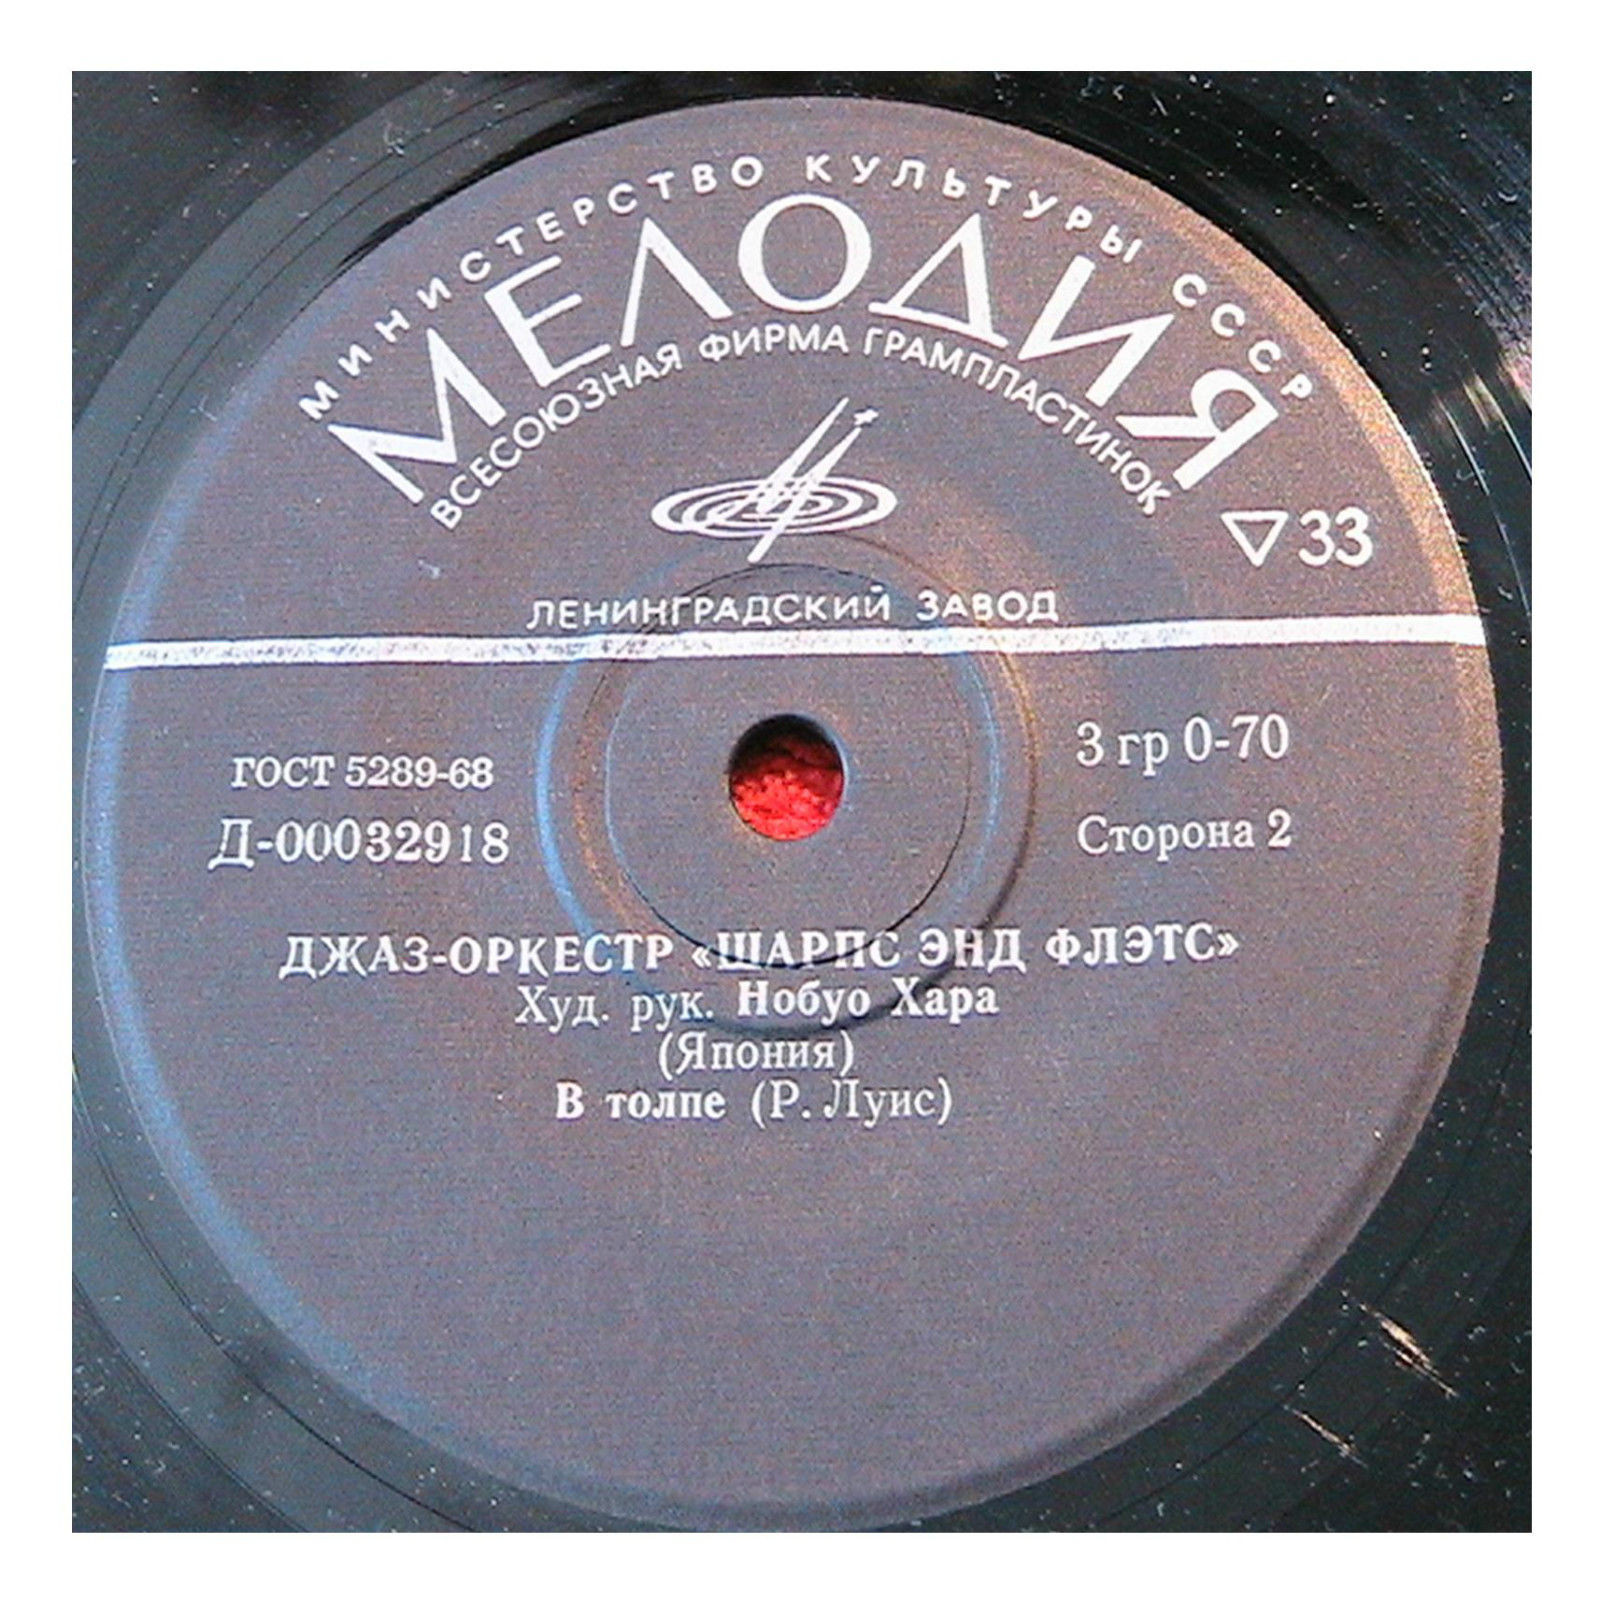 МИНИСТЕРСТВО КУЛЬТУРЫ СССР
МЕЛОДИЯ
ВСЕСОЮЗНАЯ ФИРМА ГРАМПЛАСТИНОК
▽33
ЛЕНИНГРАДСКИЙ ЗАВОД
ГОСТ 5289-68
3 гр 0-70
Д-00032918
Сторона 2
ДЖАЗ-ОРКЕСТР «ШАРПС ЭНД ФЛЭТС»
Худ. рук. Нобуо Хара
(Япония)
В толпе (Р. Луис)